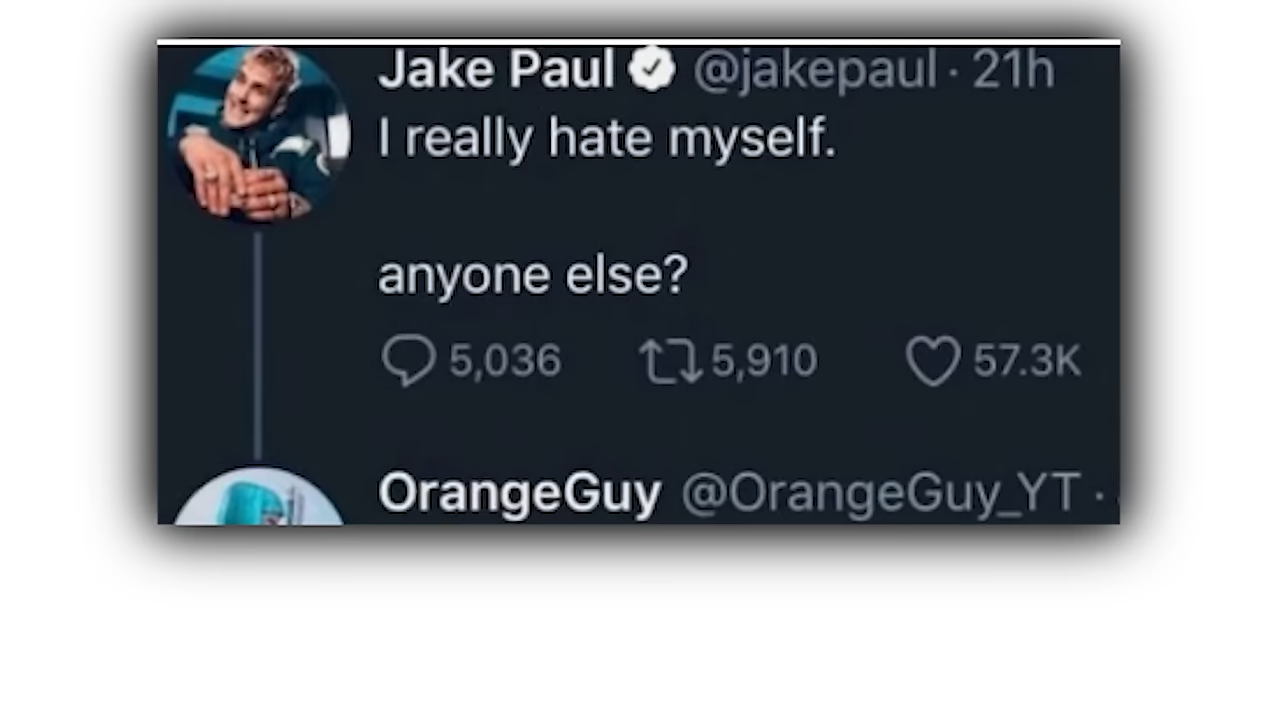 Jake Paul @jakepaul · 21h
I really hate myself.
anyone else?
5,036 5,910 57.3K
OrangeGuy @OrangeGuy_YT ·